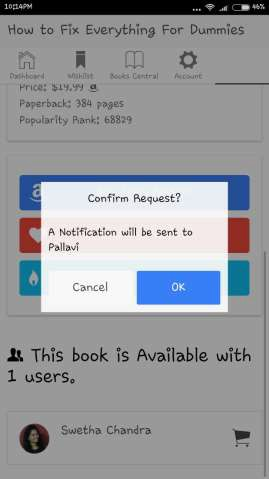 10:14PM
46%
How to Fix Everything For Dummies
Dashboard
Wishlist
Books Central
Account
Price: $19.99 a
Paperback: 384 pages
Popularity Rank: 68829
a
Confirm Request?
A Notification will be sent to
Pallavi
Cancel
OK
This book is Available with
1 users.
Swetha Chandra